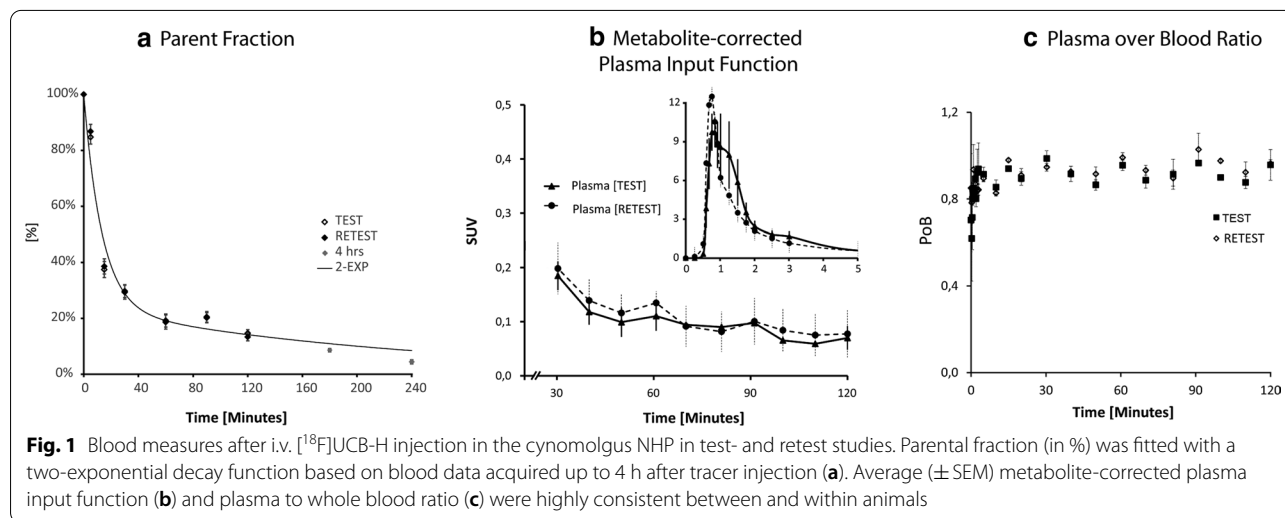 a Parent Fraction
100%
80%
60%
40%
20%
0%
[%]
TEST
RETEST
4 hrs
2-EXP
0 40 80 120 160 200 240
Time [Minutes]
b Metabolite-corrected
Plasma Input Function
0,5
0,4
0,3
0,2
0,1
0,0
SUV
12
9
6
3
0
0 1 2 3 4 5
Plasma [TEST]
Plasma [RETEST]
30 60 90 120
Time [Minutes]
c Plasma over Blood Ratio
1,2
0,8
0,4
0,0
PoB
TEST
RETEST
0 30 60 90 120
Time [Minutes]
Fig. 1 Blood measures after i.v. [¹⁸F]UCB-H injection in the cynomolgus NHP in test- and retest studies. Parental fraction (in %) was fitted with a
two-exponential decay function based on blood data acquired up to 4 h after tracer injection (a). Average (± SEM) metabolite-corrected plasma
input function (b) and plasma to whole blood ratio (c) were highly consistent between and within animals